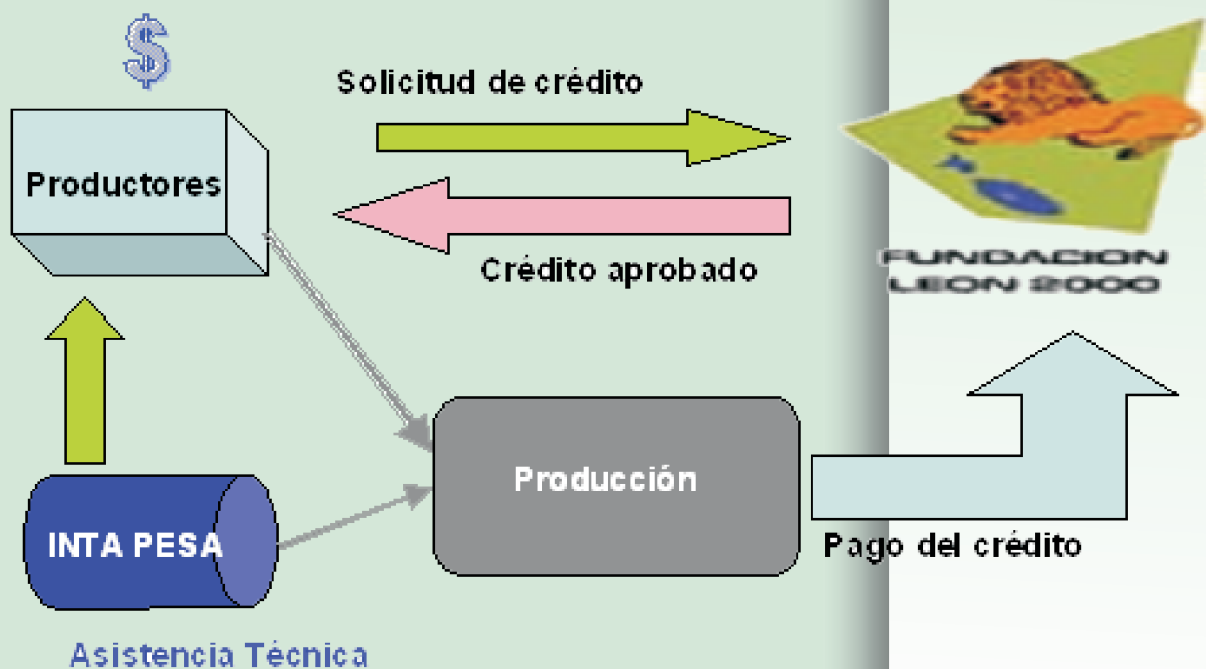 $
Solicitud de crédito
Productores
Crédito aprobado
FUNDACION
LEON 2000
Producción
INTA PESA
Pago del crédito
Asistencia Técnica